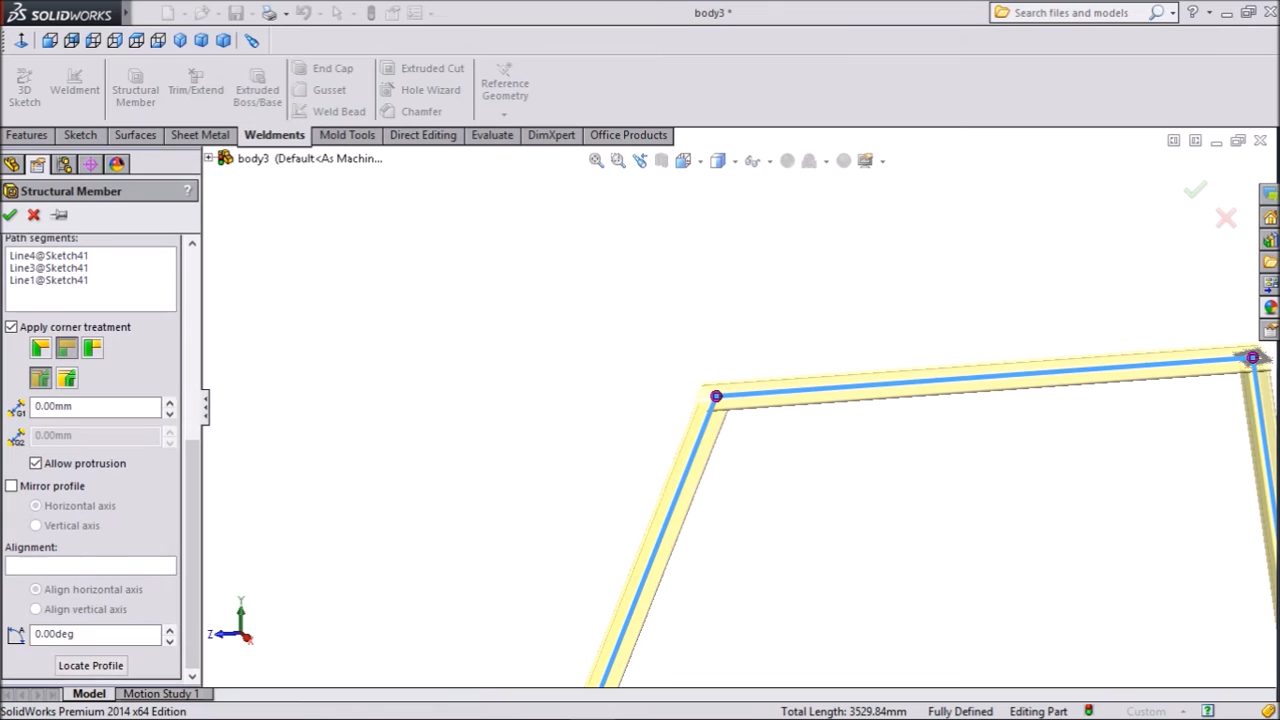 SOLIDWORKS
body3 *
Search files and models
3D Sketch
Weldment
Structural Member
Trim/Extend
Extruded Boss/Base
End Cap
Gusset
Weld Bead
Extruded Cut
Hole Wizard
Chamfer
Reference Geometry
Features
Sketch
Surfaces
Sheet Metal
Weldments
Mold Tools
Direct Editing
Evaluate
DimXpert
Office Products
body3 (Default<As Machin...
Structural Member
?
Path segments:
Line4@Sketch41
Line3@Sketch41
Line1@Sketch41
Apply corner treatment
G1
0.00mm
G2
0.00mm
Allow protrusion
Mirror profile
Horizontal axis
Vertical axis
Alignment:
Align horizontal axis
Align vertical axis
0.00deg
Locate Profile
Y
Z
X
Model
Motion Study 1
SolidWorks Premium 2014 x64 Edition
Total Length: 3529.84mm
Fully Defined
Editing Part
Custom